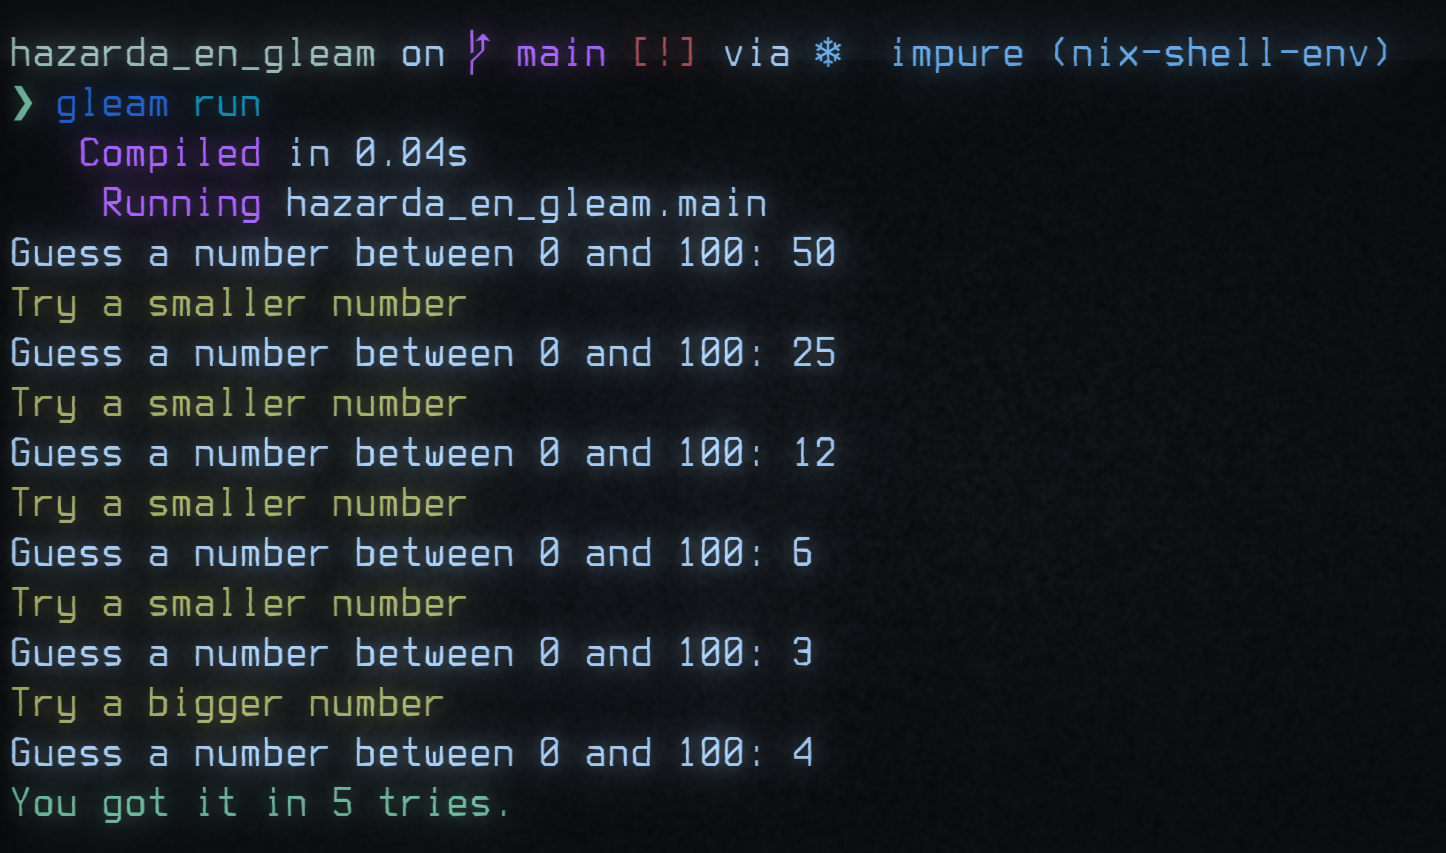 hazarda_en_gleam on main [!] via ❄ impure (nix-shell-env)
❯ gleam run
Compiled in 0.04s
Running hazarda_en_gleam.main
Guess a number between 0 and 100: 50
Try a smaller number
Guess a number between 0 and 100: 25
Try a smaller number
Guess a number between 0 and 100: 12
Try a smaller number
Guess a number between 0 and 100: 6
Try a smaller number
Guess a number between 0 and 100: 3
Try a bigger number
Guess a number between 0 and 100: 4
You got it in 5 tries.